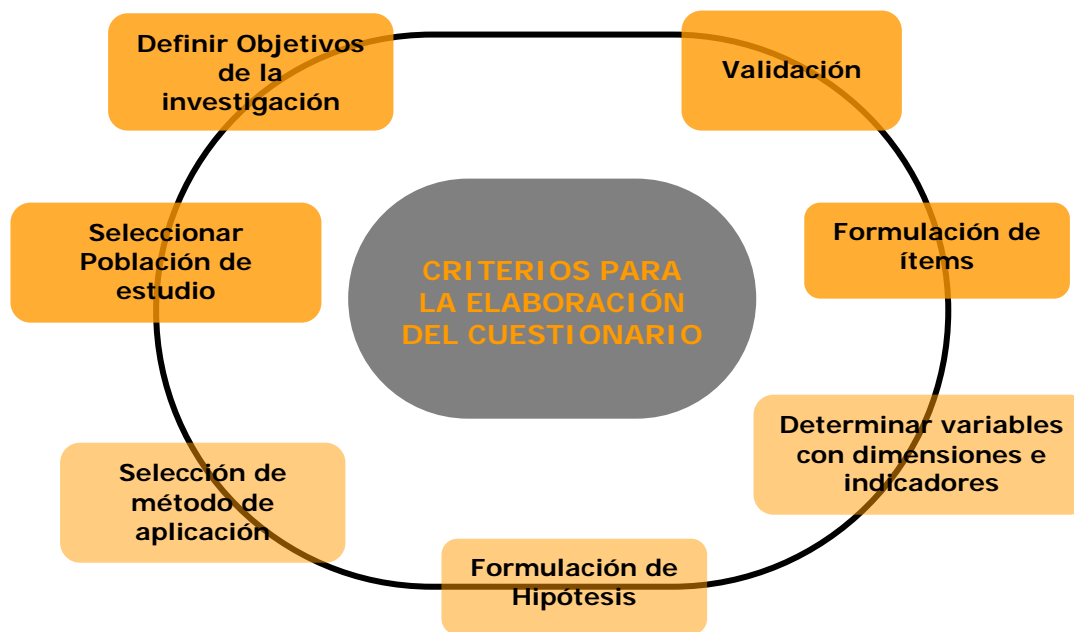 Definir Objetivos
de la
investigación
Validación
Seleccionar
Población de
estudio
CRITERIOS PARA
LA ELABORACIÓN
DEL CUESTIONARIO
Formulación de
ítems
Selección de
método de
aplicación
Determinar variables
con dimensiones e
indicadores
Formulación de
Hipótesis